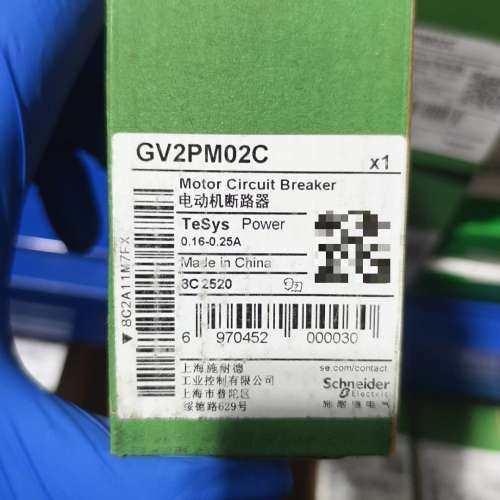 GV2PM02C
x1
Motor Circuit Breaker
电动机断路器
TeSys Power
0.16-0.25A
Made in China
8C 2520
6 970452 000030
上海施耐德
工业控制有限公司
上海市普陀区
绥德路629号
se.com/contact
Schneider
Electric
施耐德电气
8C2A11M7FX